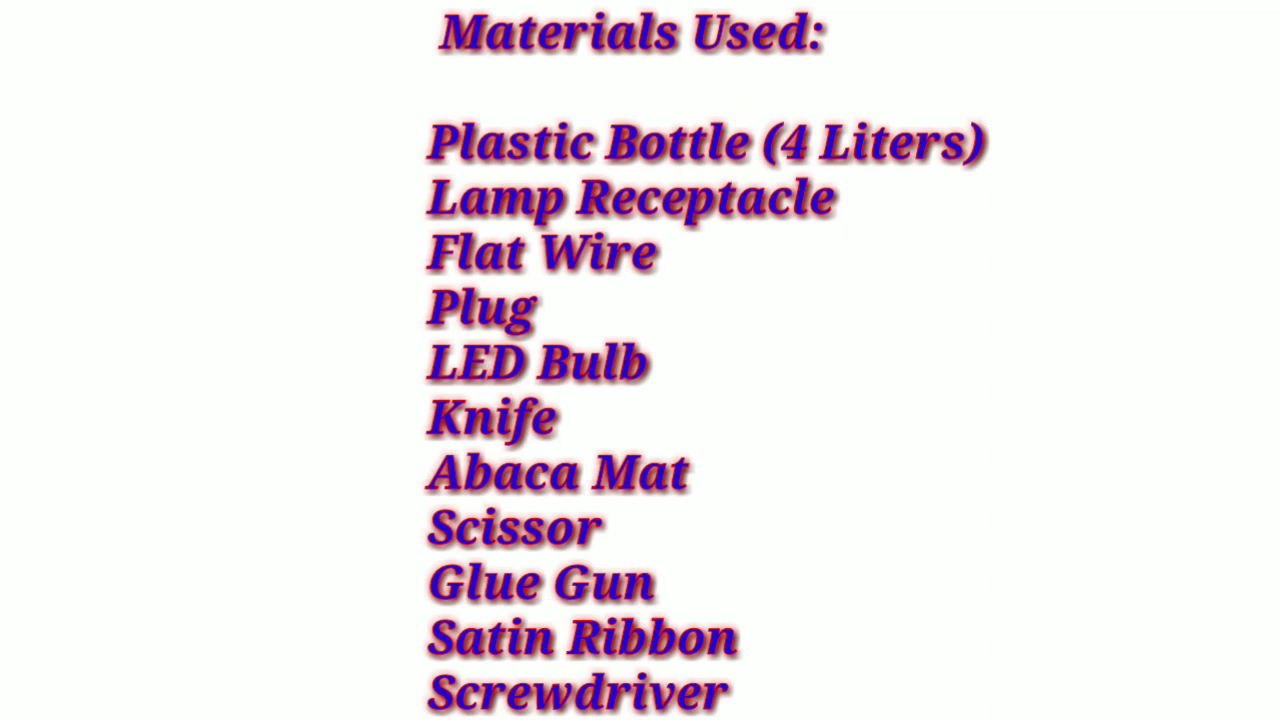 Materials Used:
Plastic Bottle (4 Liters)
Lamp Receptacle
Flat Wire
Plug
LED Bulb
Knife
Abaca Mat
Scissor
Glue Gun
Satin Ribbon
Screwdriver